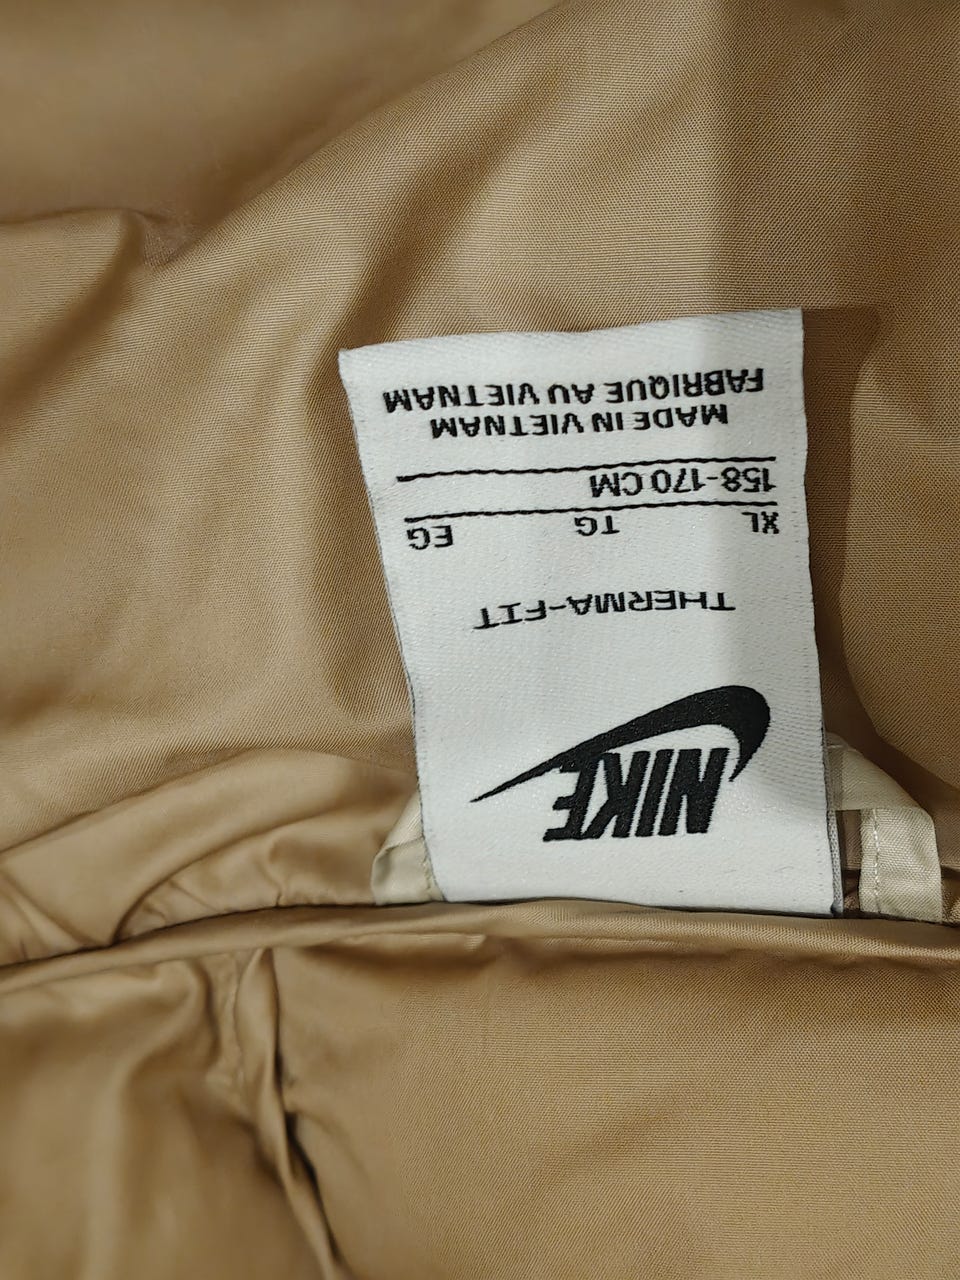 NIKE
THERMA-FIT
XL TG EG
158-170 CM
MADE IN VIETNAM
FABRIQUE AU VIETNAM